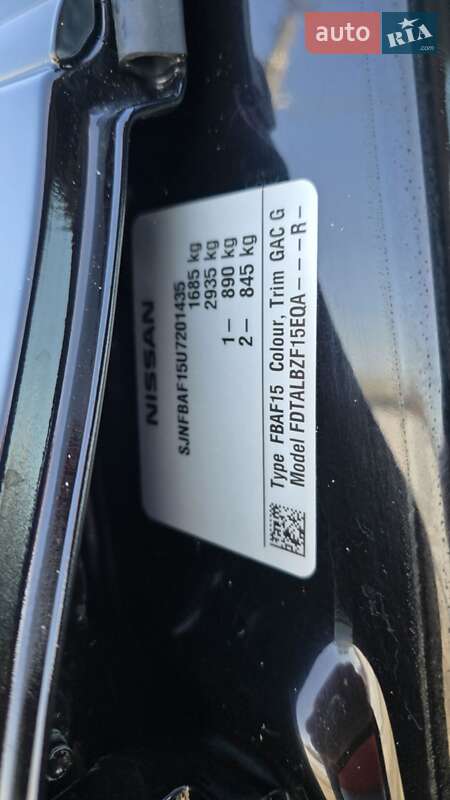 auto RIA .com
NISSAN
SJNFBAF15U7201435
1685 kg
2935 kg
1- 890 kg
2- 845 kg
Type FBAF15 Colour, Trim GAC G
Model FDTALBZF15EQA- - - -R-